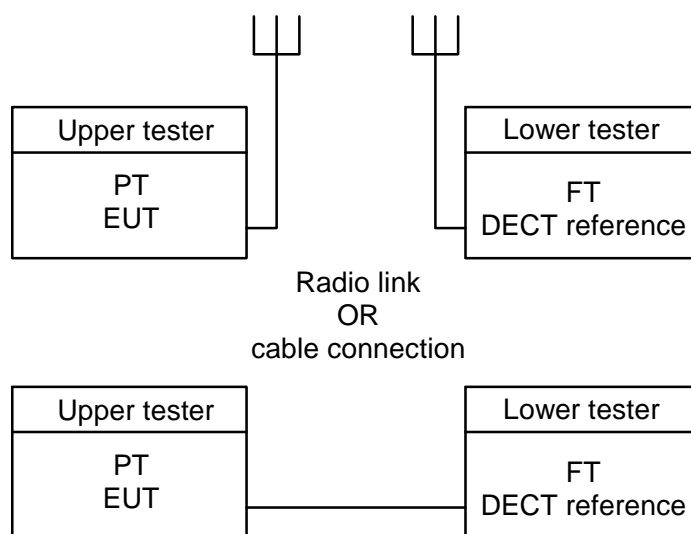 Upper tester
PT
EUT
Lower tester
FT
DECT reference
Radio link
OR
cable connection
Upper tester
PT
EUT
Lower tester
FT
DECT reference